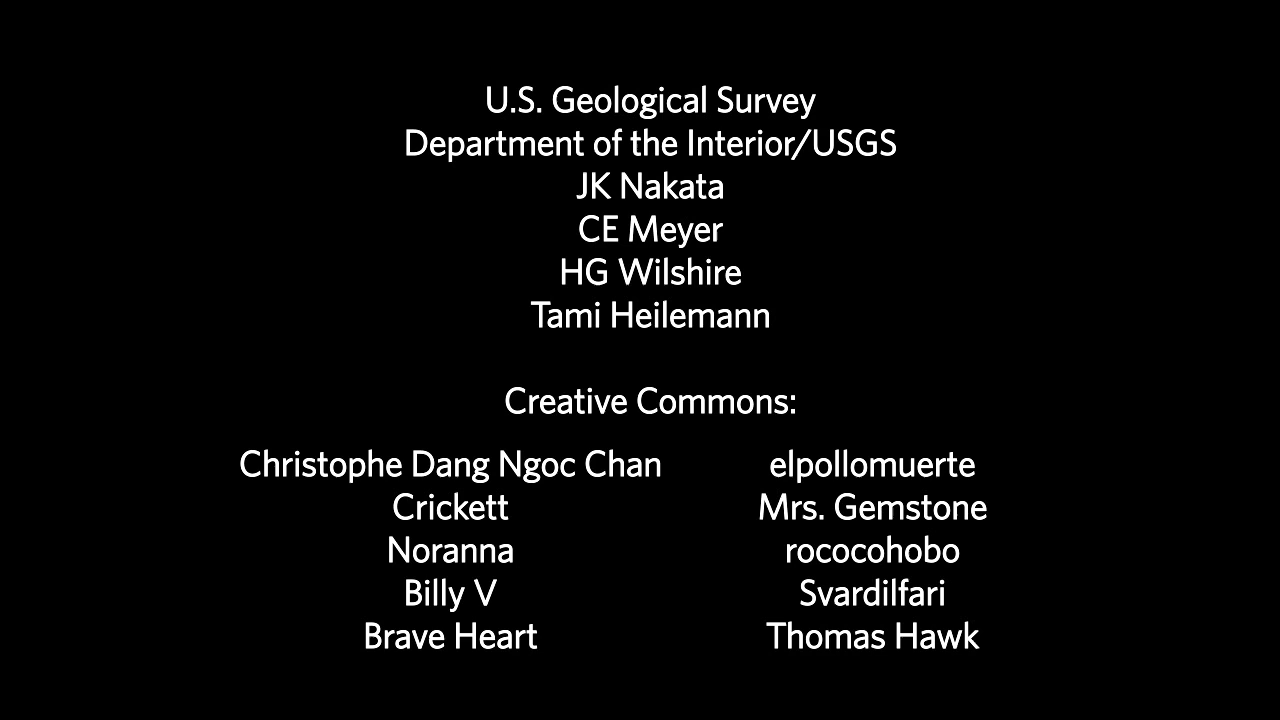 U.S. Geological Survey
Department of the Interior/USGS
JK Nakata
CE Meyer
HG Wilshire
Tami Heilemann
Creative Commons:
Christophe Dang Ngoc Chan
Crickett
Noranna
Billy V
Brave Heart
elpollomuerte
Mrs. Gemstone
rococohobo
Svardilfari
Thomas Hawk